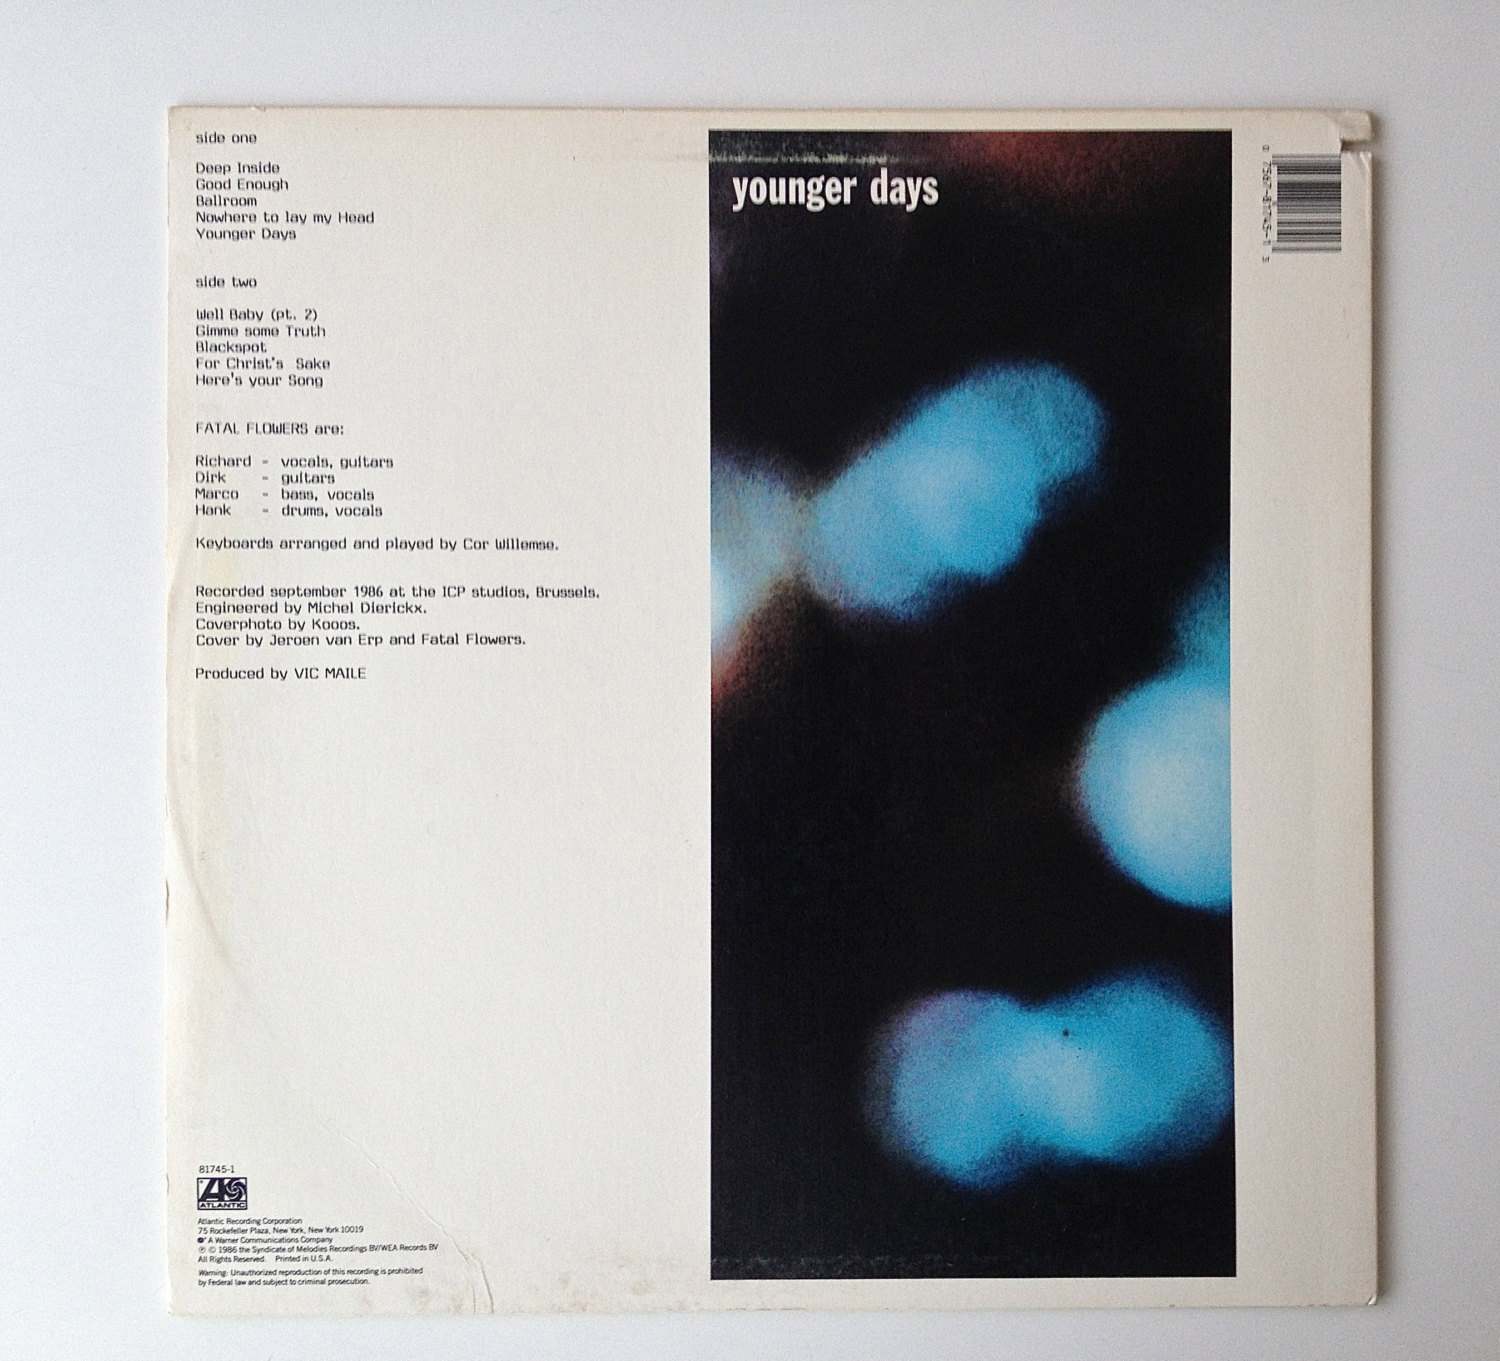 side one
Deep Inside
Good Enough
Ballroom
Nowhere to lay my Head
Younger Days
side two
Well Baby (pt. 2)
Gimme some Truth
Blackspot
For Christ's Sake
Here's your Song
FATAL FLOWERS are:
Richard - vocals, guitars
Dirk - guitars
Marco - bass, vocals
Hank - drums, vocals
Keyboards arranged and played by Cor Willemse.
Recorded september 1986 at the ICP studios, Brussels.
Engineered by Michel Dierickx.
Coverphoto by Kooos.
Cover by Jeroen van Erp and Fatal Flowers.
Produced by VIC MAILE
81745-1
ATLANTIC
Atlantic Recording Corporation
75 Rockefeller Plaza, New York, New York 10019
A Warner Communications Company
℗ © 1986 the Syndicate of Melodies Recordings BV/WEA Records BV
All Rights Reserved. Printed in U.S.A.
Warning: Unauthorized reproduction of this recording is prohibited
by Federal law and subject to criminal prosecution.
younger days
0 7567-81745-1 3